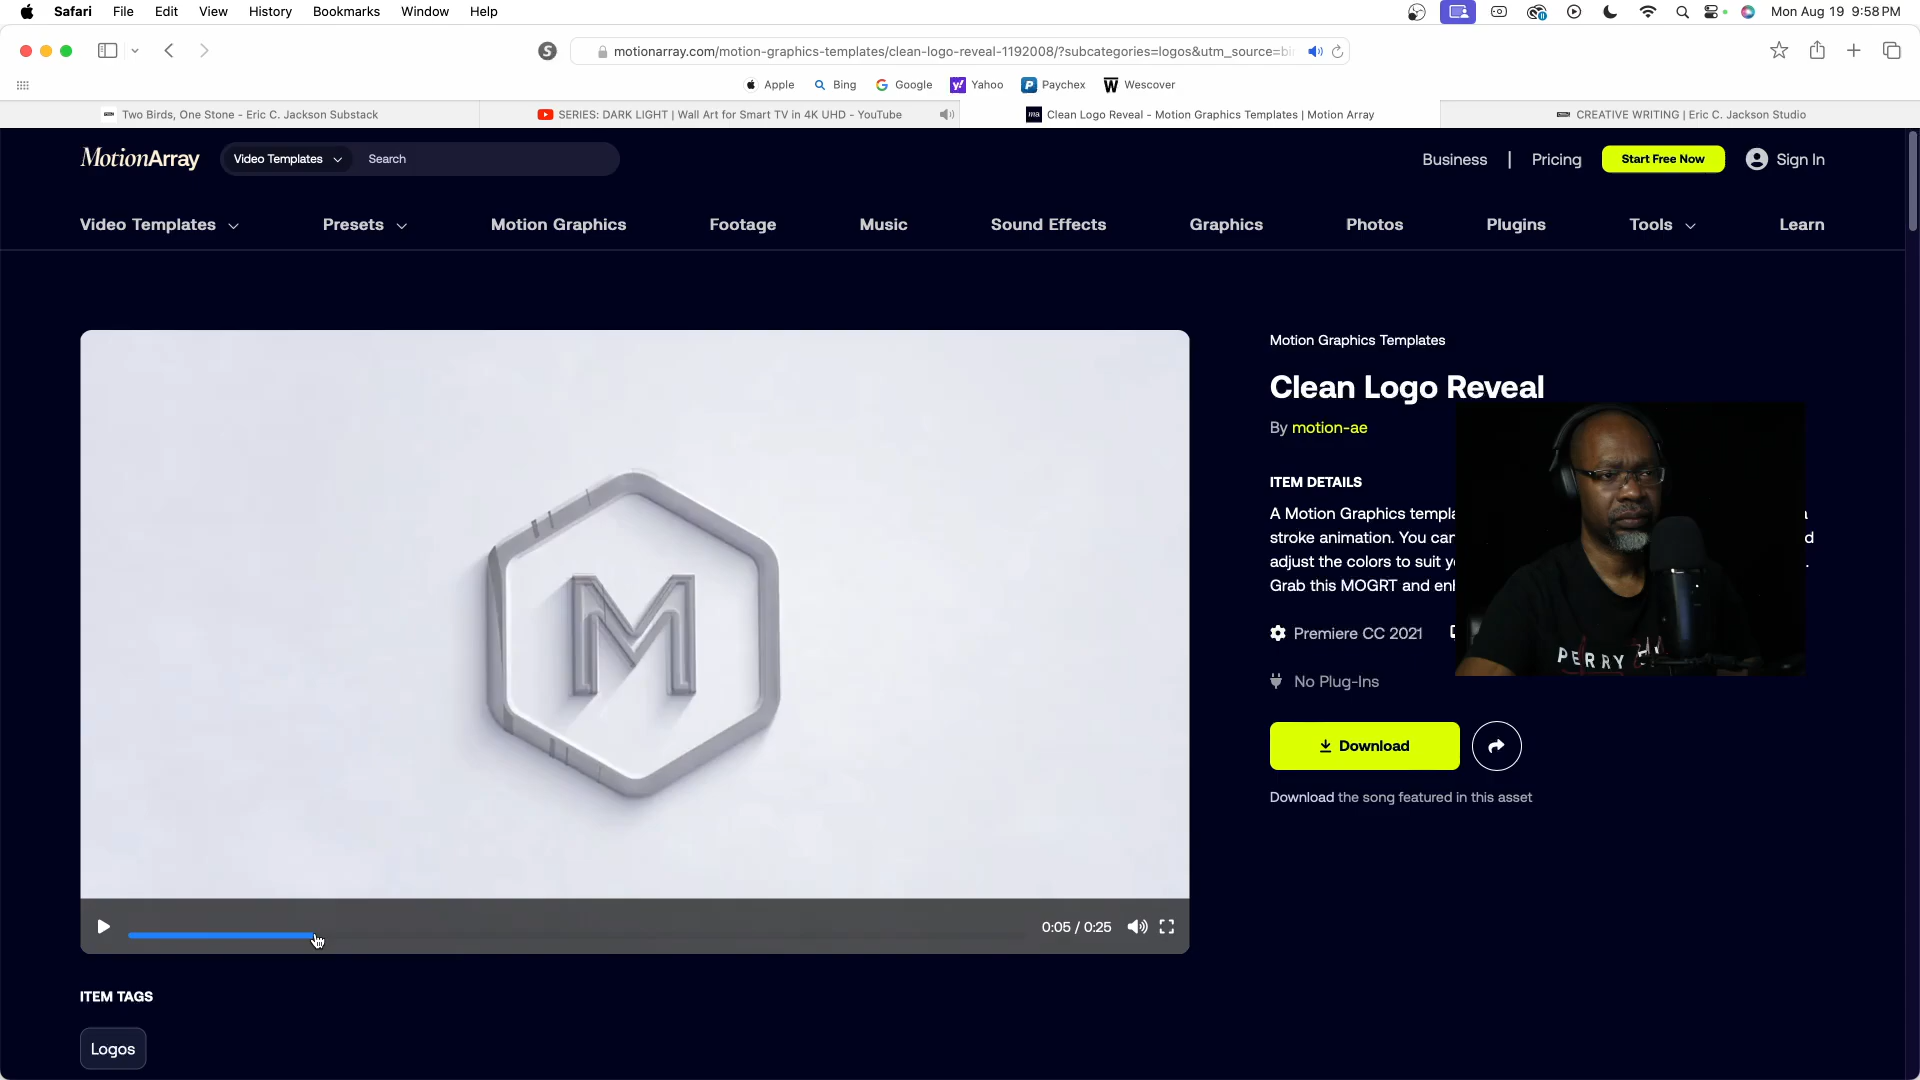 Safari File Edit View History Bookmarks Window Help Mon Aug 19 9:58 PM
S motionarray.com/motion-graphics-templates/clean-logo-reveal-1192008/?subcategories=logos&utm_source=
Apple Bing Google Yahoo Paychex Wescover
Two Birds, One Stone - Eric C. Jackson Substack
SERIES: DARK LIGHT | Wall Art for Smart TV in 4K UHD - YouTube
ma Clean Logo Reveal - Motion Graphics Templates | Motion Array
CREATIVE WRITING | Eric C. Jackson Studio
MotionArray Video Templates Search Business | Pricing Start Free Now Sign In
Video Templates Presets Motion Graphics Footage Music Sound Effects Graphics Photos Plugins Tools Learn
Motion Graphics Templates
Clean Logo Reveal
By motion-ae
ITEM DETAILS
A Motion Graphics
stroke animation. You can
adjust the colors to suit
Grab this MOGRT and
Premiere CC 2021
No Plug-Ins
Download
Download the song featured in this asset
M
PERRY
0:05 / 0:25
ITEM TAGS
Logos